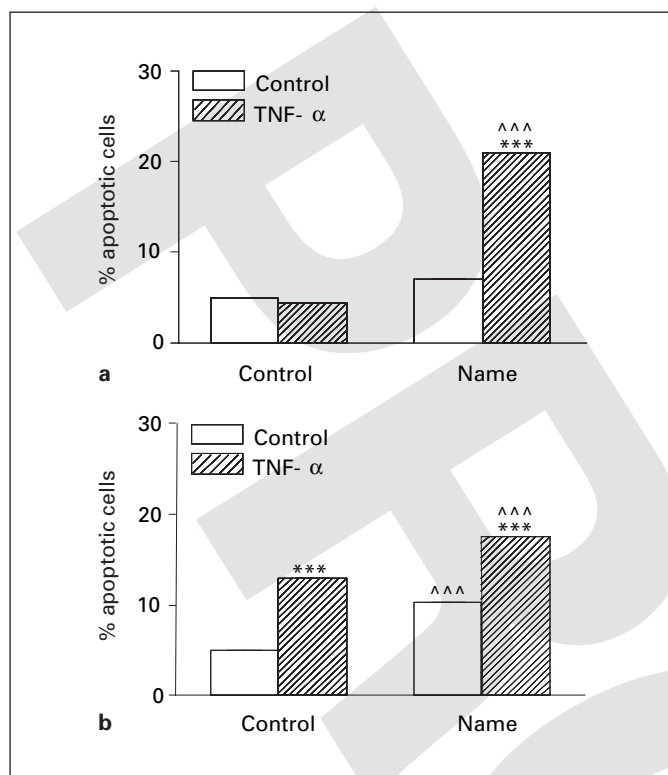 % apoptotic cells
30
20
10
0
Control
TNF- α
^^^
***
a
Control
Name
% apoptotic cells
30
20
10
0
Control
TNF- α
***
^^^
^^^
***
b
Control
Name